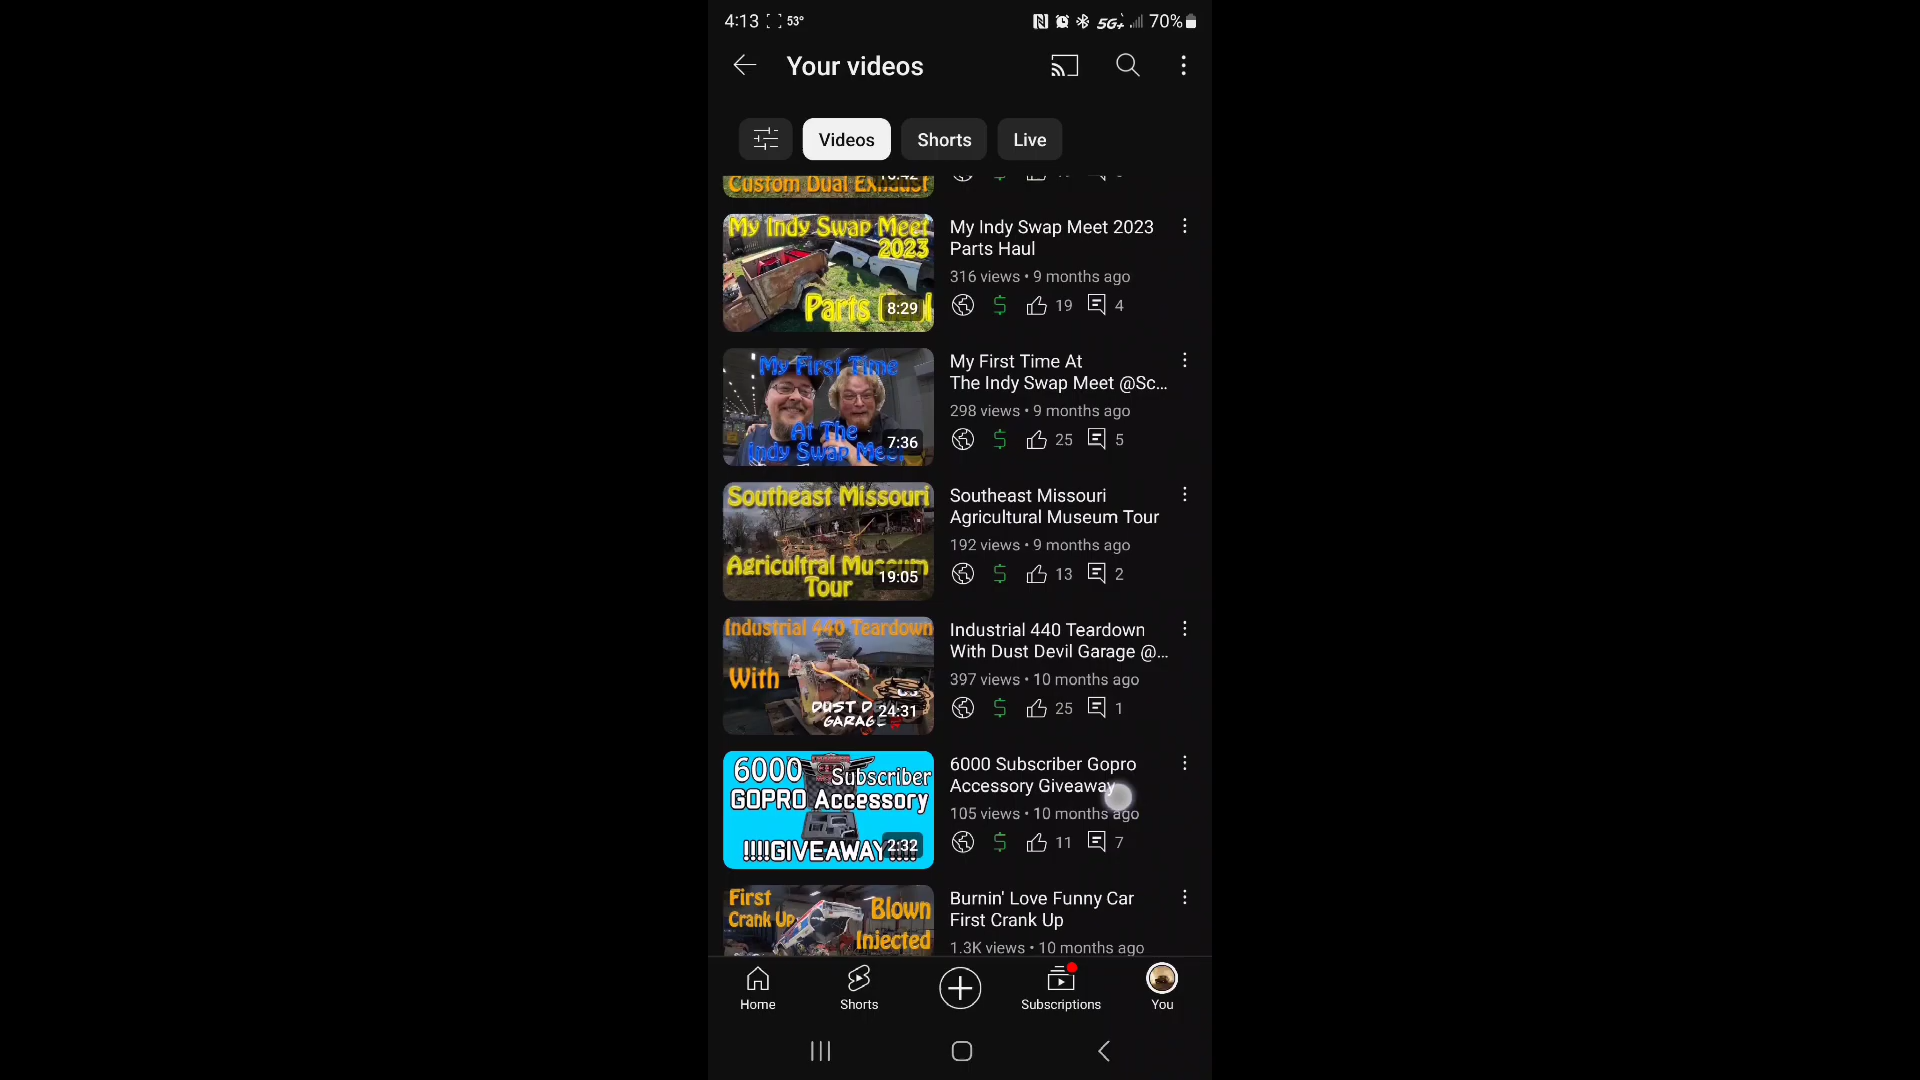 4:13 53° 5G+ 70%
Your videos
Videos Shorts Live
Custom Dual Exhaust
My Indy Swap Meet
2023
Parts
8:29
My Indy Swap Meet 2023
Parts Haul
316 views • 9 months ago
19 4
My First Time
At The
Indy Swap Meet
7:36
My First Time At
The Indy Swap Meet @Sc...
298 views • 9 months ago
25 5
Southeast Missouri
Agricultral Museum
Tour
19:05
Southeast Missouri
Agricultural Museum Tour
192 views • 9 months ago
13 2
Industrial 440 Teardown
With
DUST DEVIL
GARAGE
24:31
Industrial 440 Teardown
With Dust Devil Garage @...
397 views • 10 months ago
25 1
6000 Subscriber
GOPRO Accessory
!!!!GIVEAWAY!!!!
2:32
6000 Subscriber Gopro
Accessory Giveaway
105 views • 10 months ago
11 7
First
Crank Up
Blown
Injected
Burnin' Love Funny Car
First Crank Up
1.3K views • 10 months ago
Home Shorts Subscriptions You